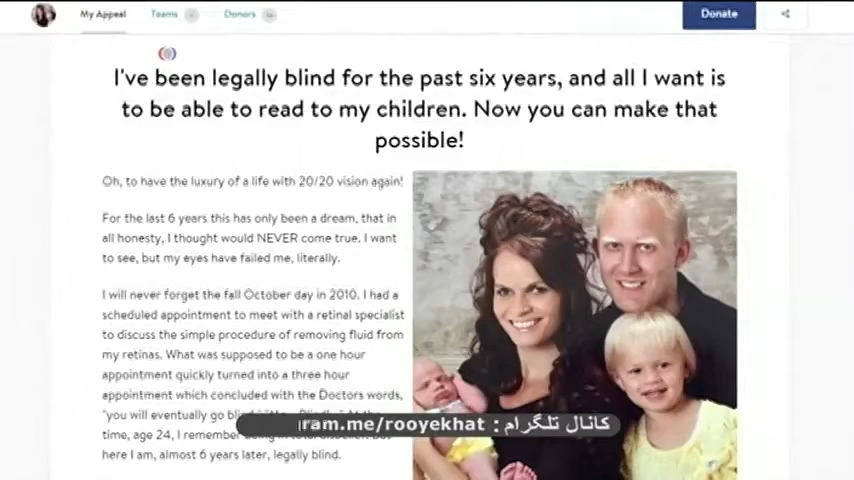 My Appeal Teams Donors Donate
I've been legally blind for the past six years, and all I want is
to be able to read to my children. Now you can make that
possible!
Oh, to have the luxury of a life with 20/20 vision again!
For the last 6 years this has only been a dream, that in
all honesty, I thought would NEVER come true. I want
to see, but my eyes have failed me, literally.
I will never forget the fall October day in 2010. I had a
scheduled appointment to meet with a retinal specialist
to discuss the simple procedure of removing fluid from
my retinas. What was supposed to be a one hour
appointment quickly turned into a three hour
appointment which concluded with the Doctors words,
"you will eventually go
time, age 24, I remember
here I am, almost 6 years later, legally blind.
کانال تلگرام : ram.me/rooyekhat